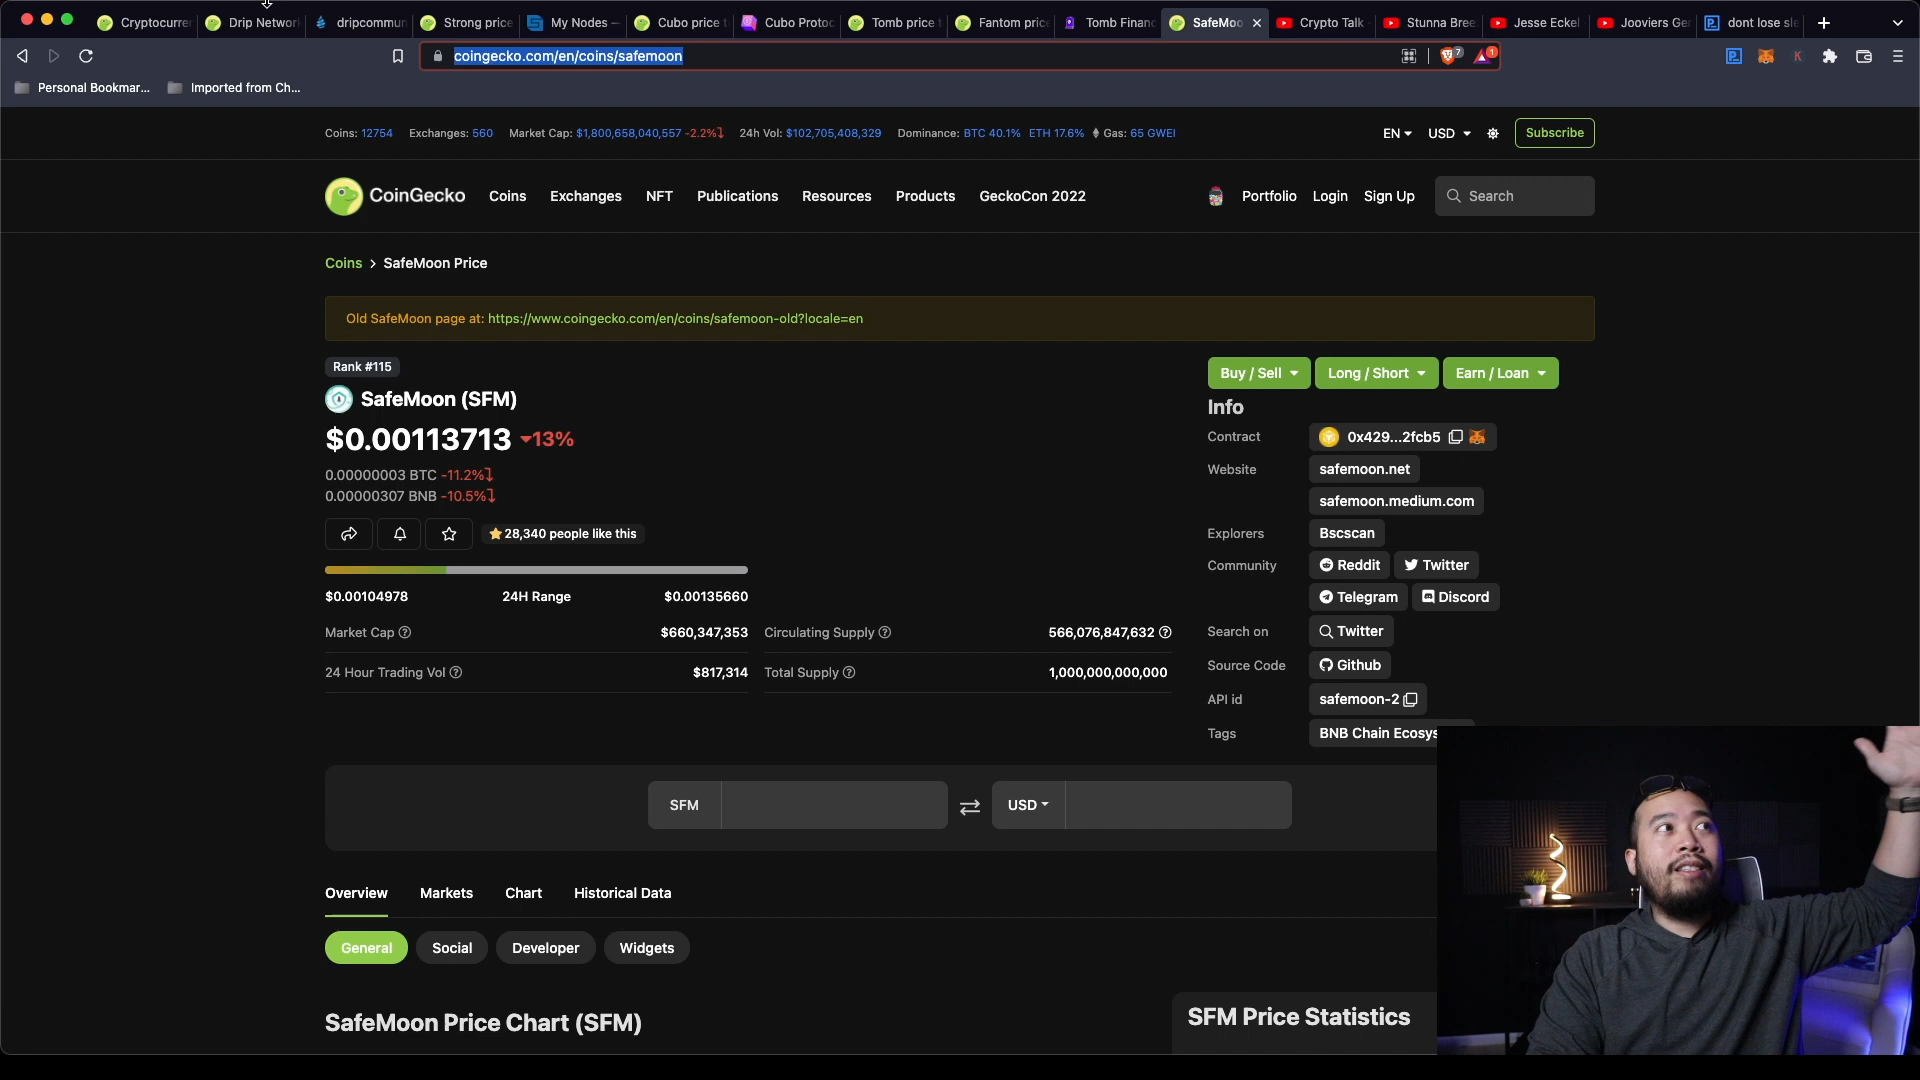 Cryptocurre Drip Network dripcommun Strong price My Nodes – Cubo price t Cubo Protoc Tomb price t Fantom pric Tomb Financ SafeMoo Crypto Talk Stunna Bree Jesse Eckel Jooviers Ge dont lose sle
coingecko.com/en/coins/safemoon 7 1
Personal Bookmar... Imported from Ch...
Coins: 12754 Exchanges: 560 Market Cap: $1,800,658,040,557 -2.2% 24h Vol: $102,705,408,329 Dominance: BTC 40.1% ETH 17.6% Gas: 65 GWEI EN USD Subscribe
CoinGecko Coins Exchanges NFT Publications Resources Products GeckoCon 2022 Portfolio Login Sign Up Search
Coins > SafeMoon Price
Old SafeMoon page at: https://www.coingecko.com/en/coins/safemoon-old?locale=en
Rank #115
SafeMoon (SFM)
$0.00113713 -13%
0.00000003 BTC -11.2%
0.00000307 BNB -10.5%
28,340 people like this
$0.00104978 24H Range $0.00135660
Market Cap $660,347,353 Circulating Supply 566,076,847,632
24 Hour Trading Vol $817,314 Total Supply 1,000,000,000,000
Buy / Sell Long / Short Earn / Loan
Info
Contract 0x429...2fcb5
Website safemoon.net
safemoon.medium.com
Explorers Bscscan
Community Reddit Twitter
Telegram Discord
Search on Twitter
Source Code Github
API id safemoon-2
Tags BNB Chain Ecosys
SFM USD
Overview Markets Chart Historical Data
General Social Developer Widgets
SafeMoon Price Chart (SFM)
SFM Price Statistics